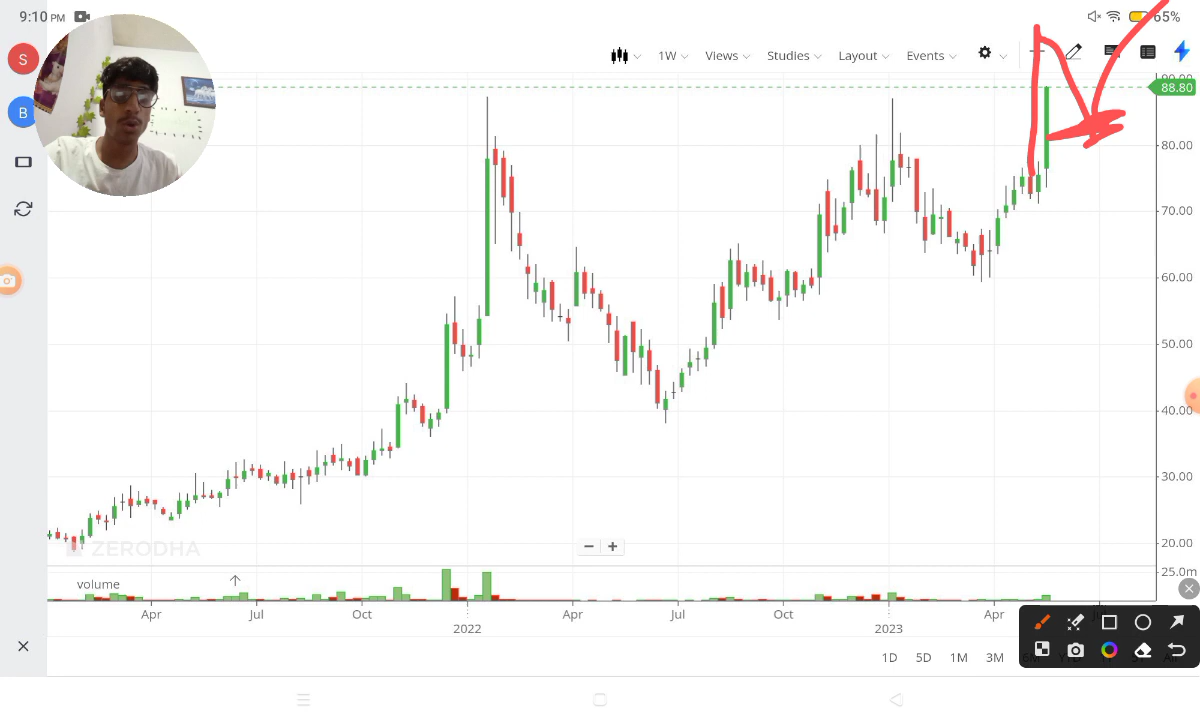 9:10 PM 65%
S
B
1W Views Studies Layout Events
88.80
80.00
70.00
60.00
50.00
40.00
30.00
20.00
ZERODHA
25.0m
volume
Apr Jul Oct Apr Jul Oct Apr
2022 2023
1D 5D 1M 3M